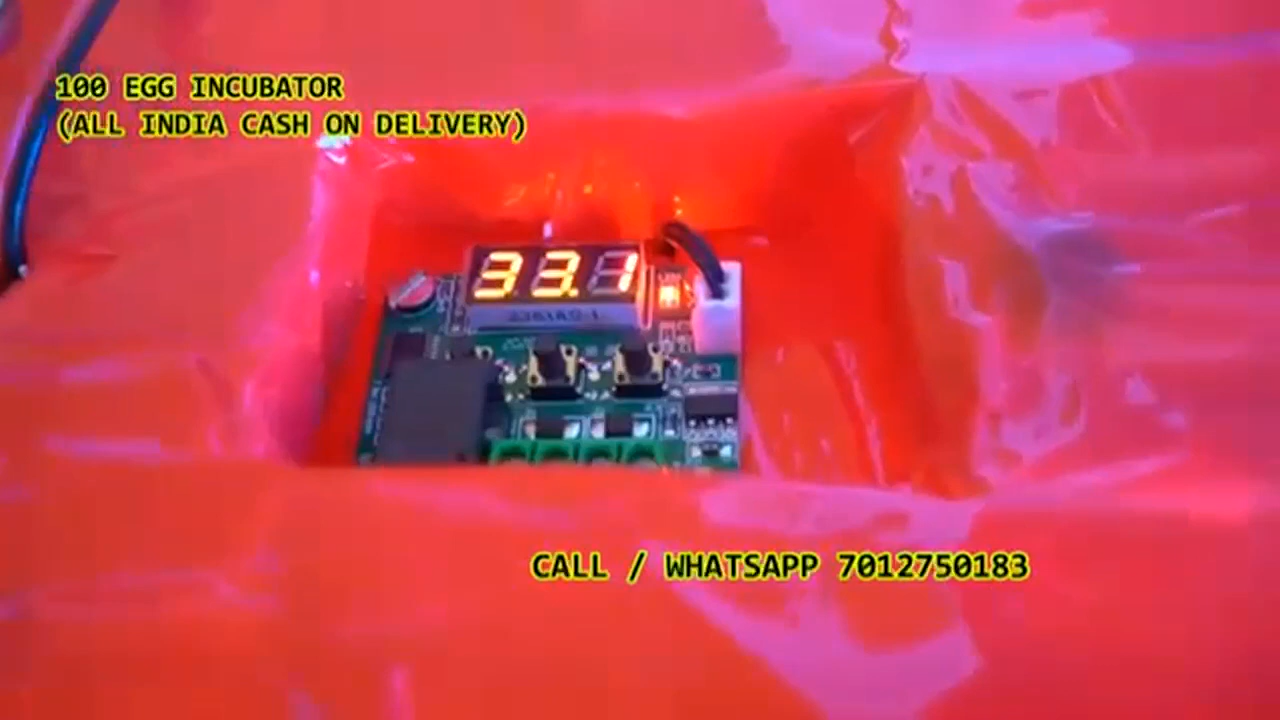 100 EGG INCUBATOR
(ALL INDIA CASH ON DELIVERY)
33.1
CALL / WHATSAPP 7012750183